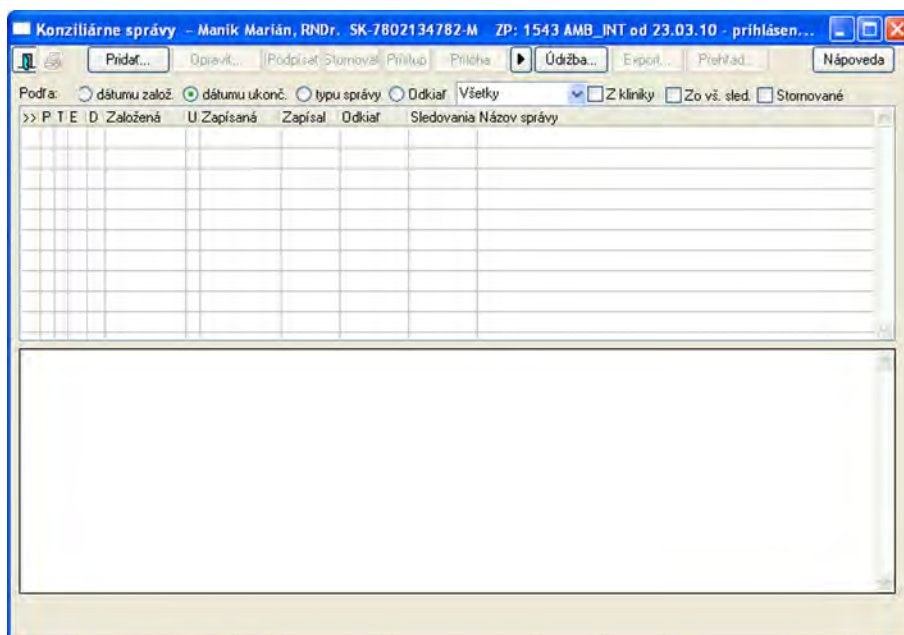 Konziliárne správy – Maník Marián, RNDr. SK-7802134782-M ZP: 1543 AMB_INT od 23.03.10 - prihlásen...
Pridať... Opraviť... Podpísať Stornovať Prístup Príloha Údržba... Export... Prehľad... Nápoveda
Podľa: dátumu založ. dátumu ukonč. typu správy Odkiaľ Všetky Z kliniky Zo vš. sled. Stornované
>> P T E D Založená U Zapísaná Zapísal Odkiaľ Sledovania Názov správy